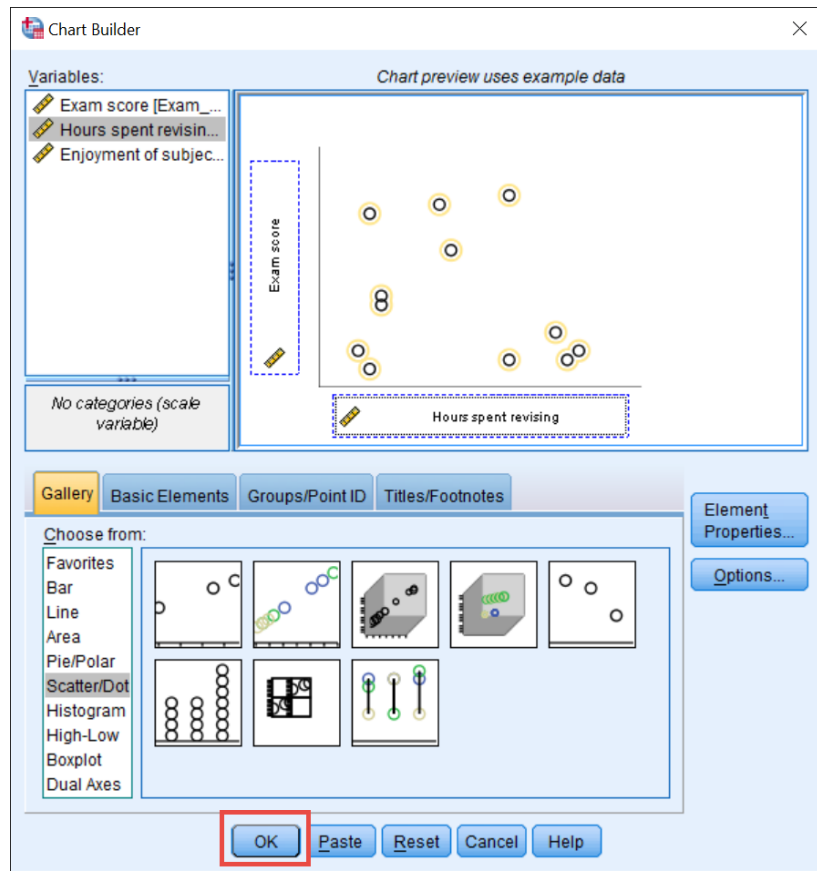 Chart Builder
Variables:
Chart preview uses example data
Exam score [Exam_...
Hours spent revisin...
Enjoyment of subjec...
Exam score
Hours spent revising
No categories (scale
variable)
Gallery
Basic Elements
Groups/Point ID
Titles/Footnotes
Element
Properties...
Options...
Choose from:
Favorites
Bar
Line
Area
Pie/Polar
Scatter/Dot
Histogram
High-Low
Boxplot
Dual Axes
OK
Paste
Reset
Cancel
Help